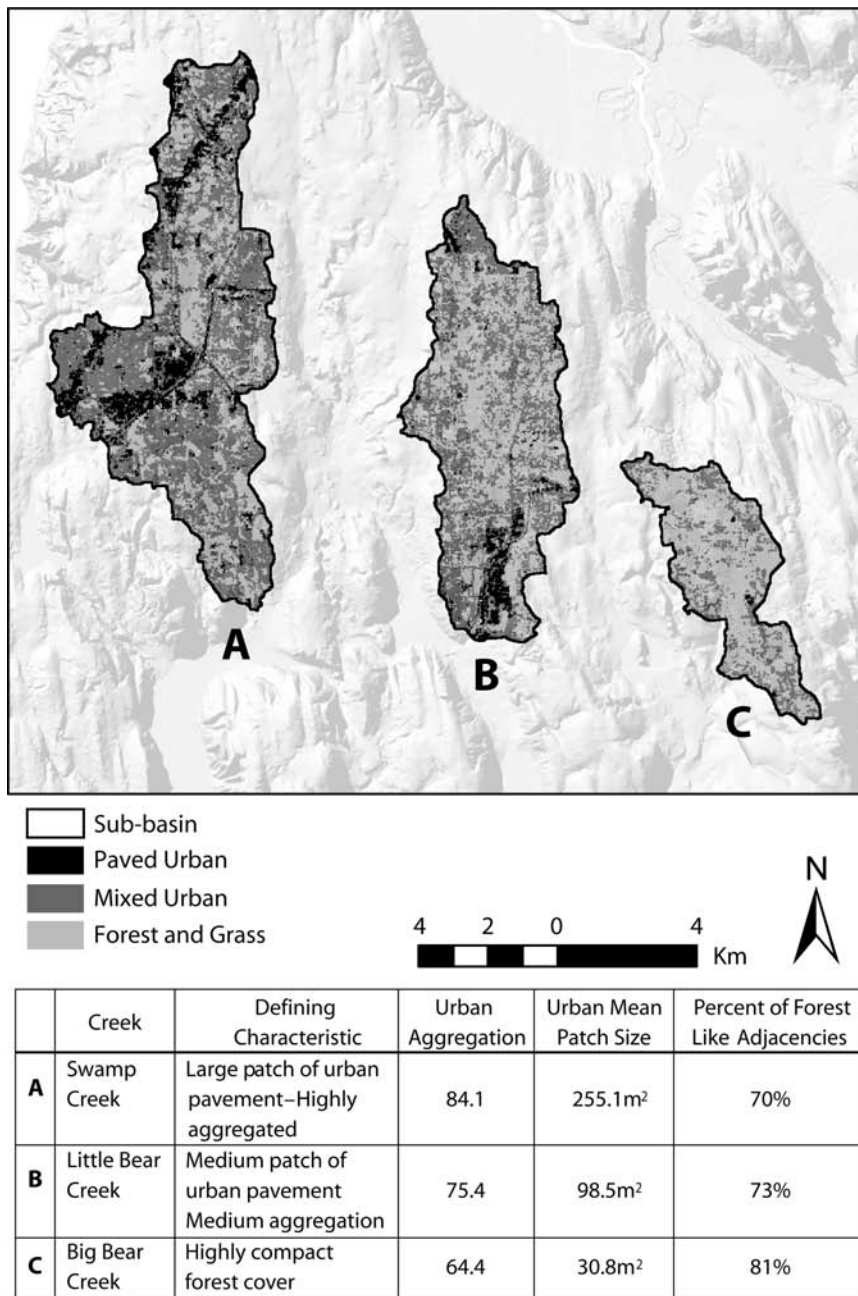 A
B
C
Sub-basin
Paved Urban
Mixed Urban
Forest and Grass
4 2 0 4
Km
N
Creek
Defining
Characteristic
Urban
Aggregation
Urban Mean
Patch Size
Percent of Forest
Like Adjacencies
A
Swamp
Creek
Large patch of urban
pavement–Highly
aggregated
84.1
255.1m²
70%
B
Little Bear
Creek
Medium patch of
urban pavement
Medium aggregation
75.4
98.5m²
73%
C
Big Bear
Creek
Highly compact
forest cover
64.4
30.8m²
81%